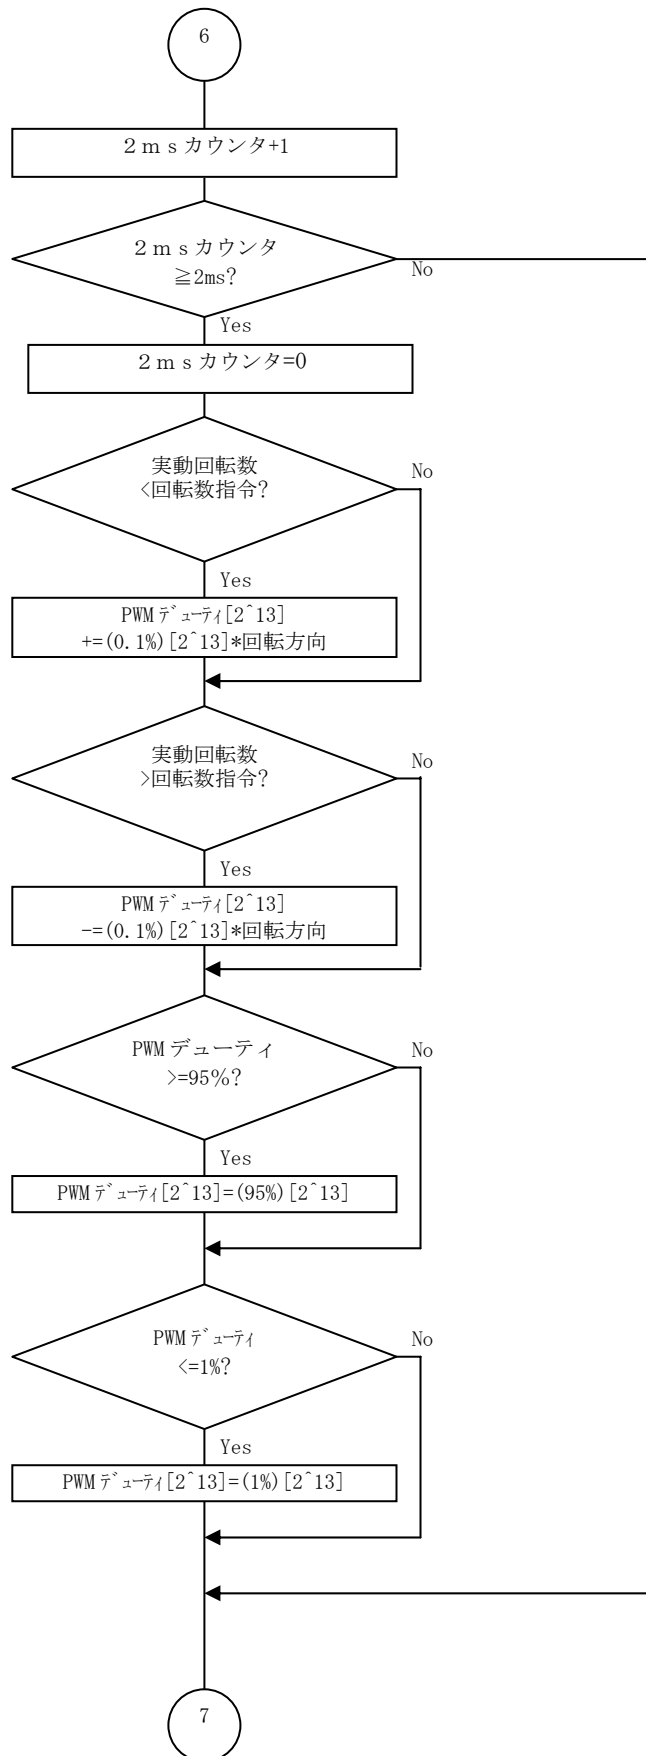 6
２ｍｓカウンタ+1
２ｍｓカウンタ
≧2ms?
No
Yes
２ｍｓカウンタ=0
実動回転数
<回転数指令?
No
Yes
PWMﾃﾞｭｰﾃｨ[2^13]
+=(0.1%)[2^13]*回転方向
実動回転数
>回転数指令?
No
Yes
PWMﾃﾞｭｰﾃｨ[2^13]
-=(0.1%)[2^13]*回転方向
PWMデューティ
>=95%?
No
Yes
PWMﾃﾞｭｰﾃｨ[2^13]=(95%)[2^13]
PWMﾃﾞｭｰﾃｨ
<=1%?
No
Yes
PWMﾃﾞｭｰﾃｨ[2^13]=(1%)[2^13]
7